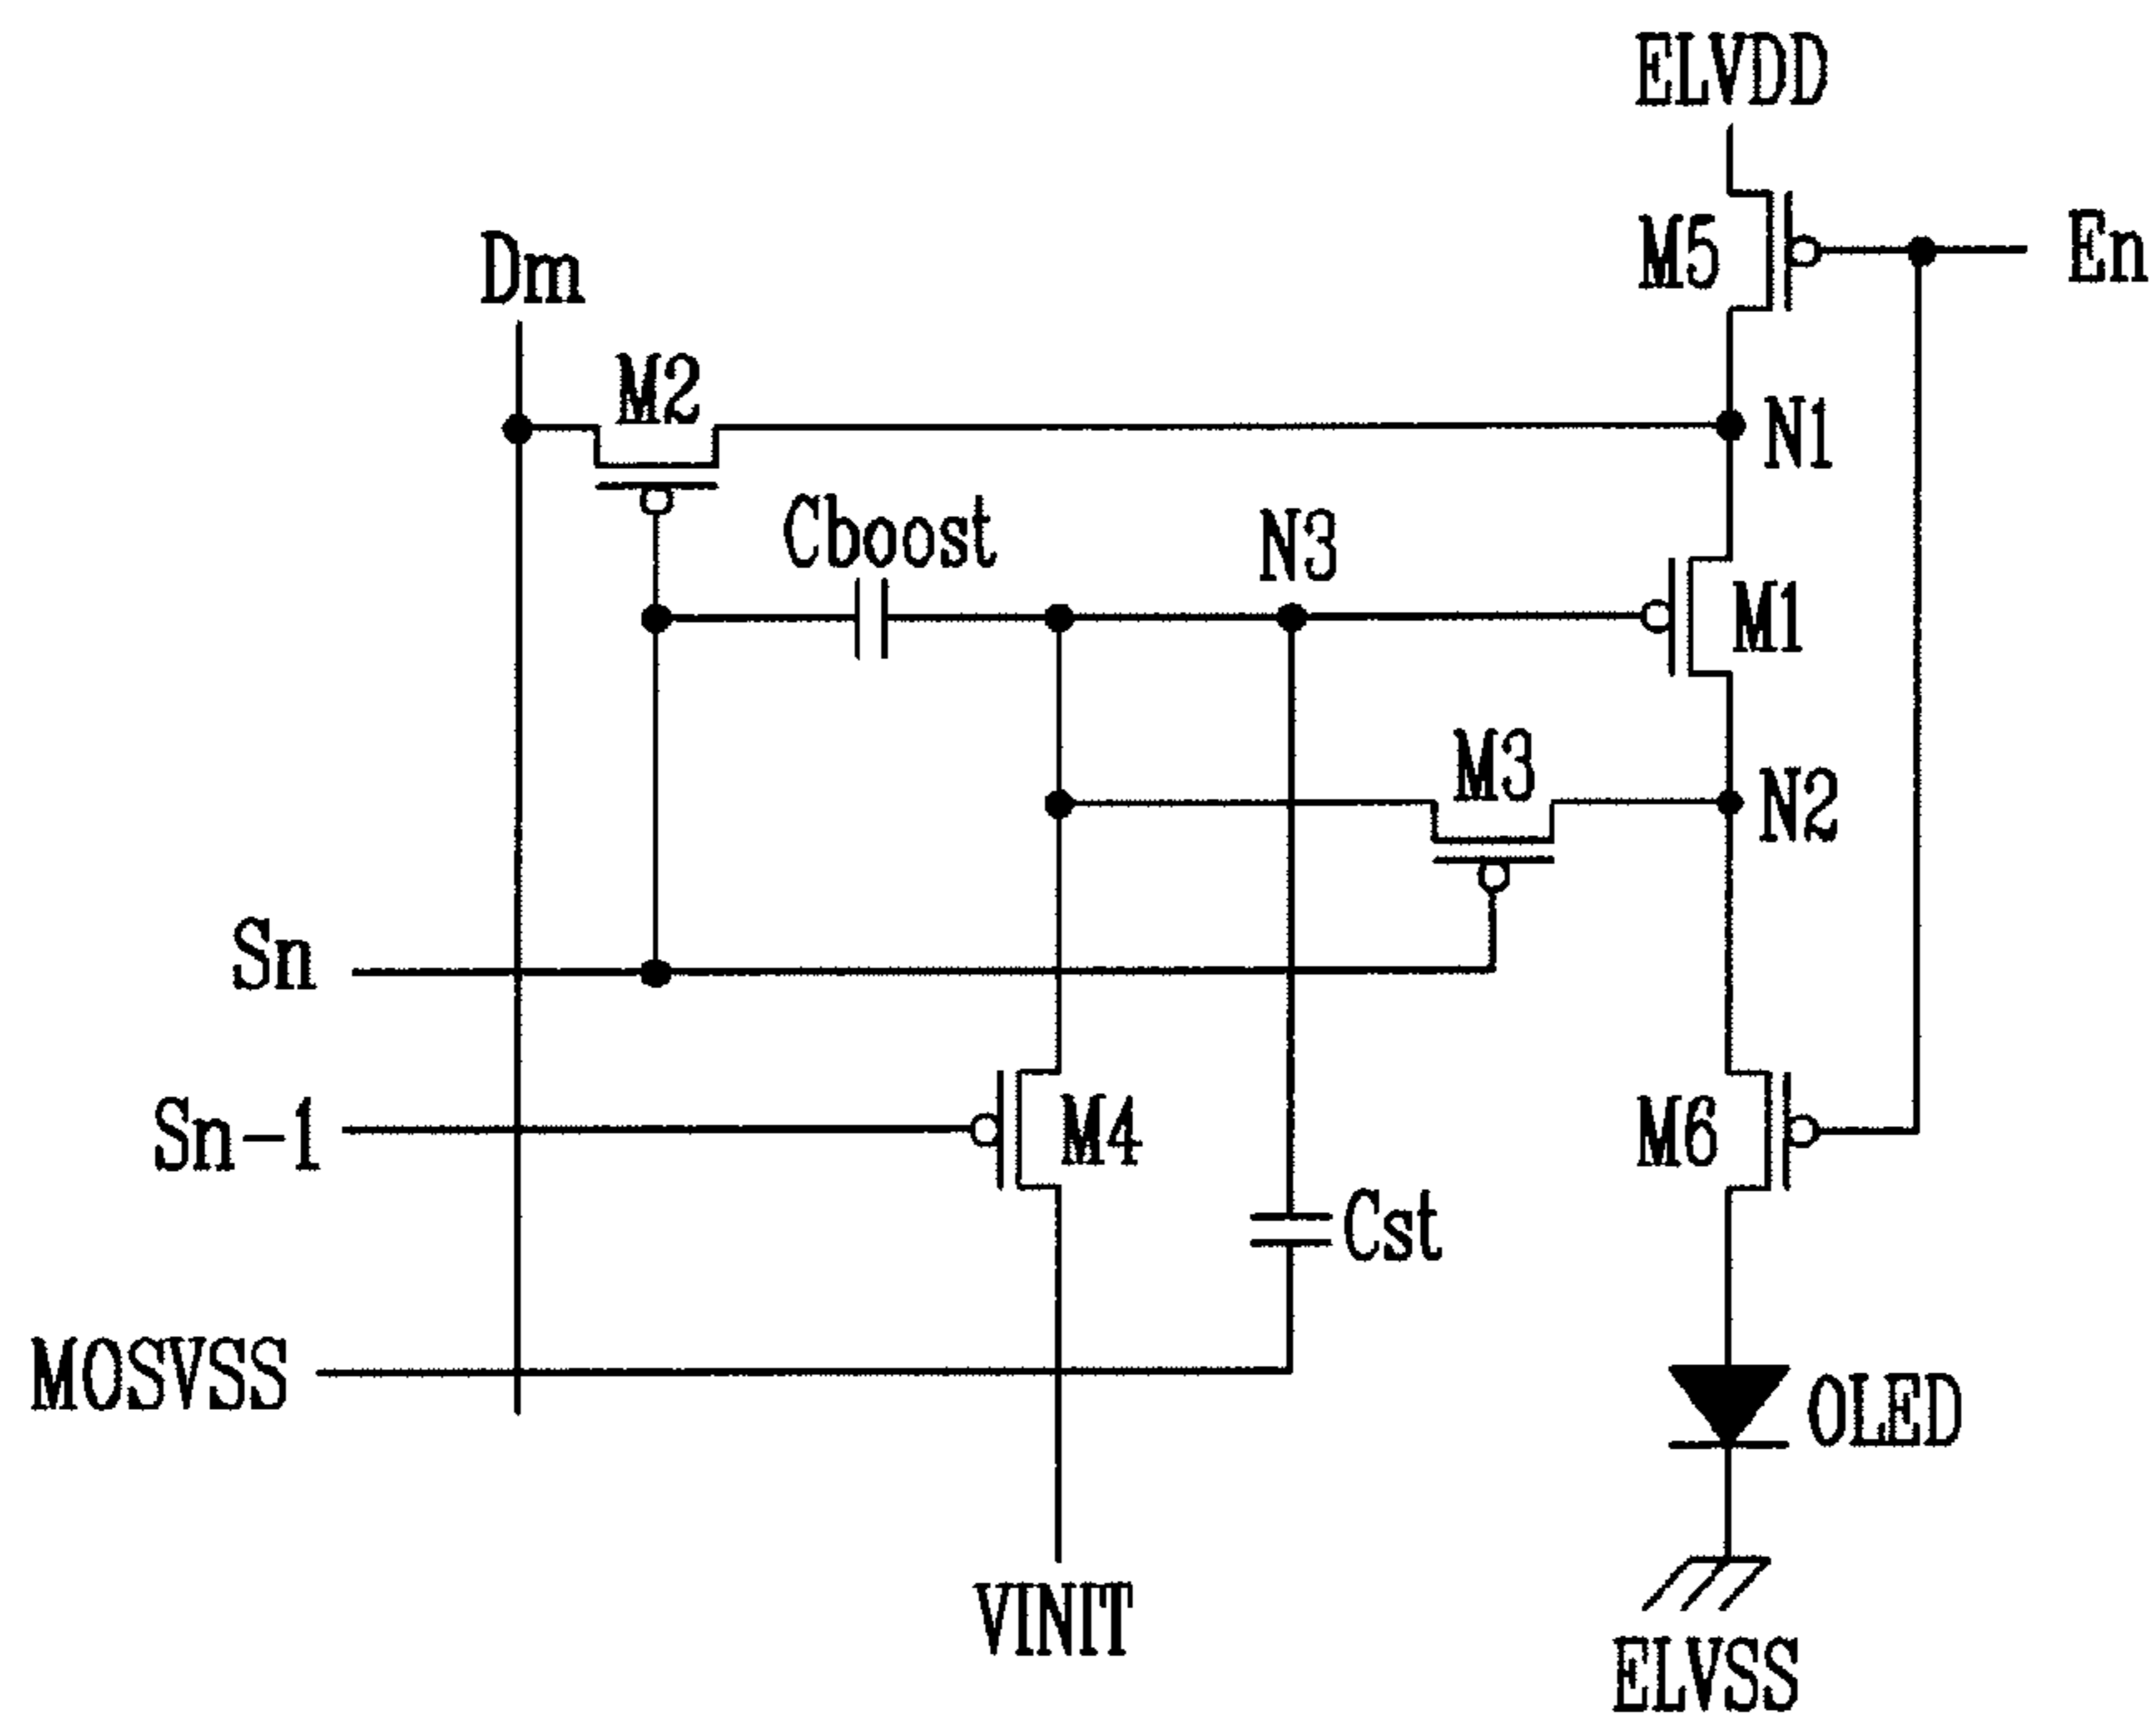 ELVDD
M5
En
Dm
M2
N1
Cboost
N3
M1
M3
N2
Sn
Sn-1
M4
M6
Cst
MOSVSS
OLED
VINIT
ELVSS